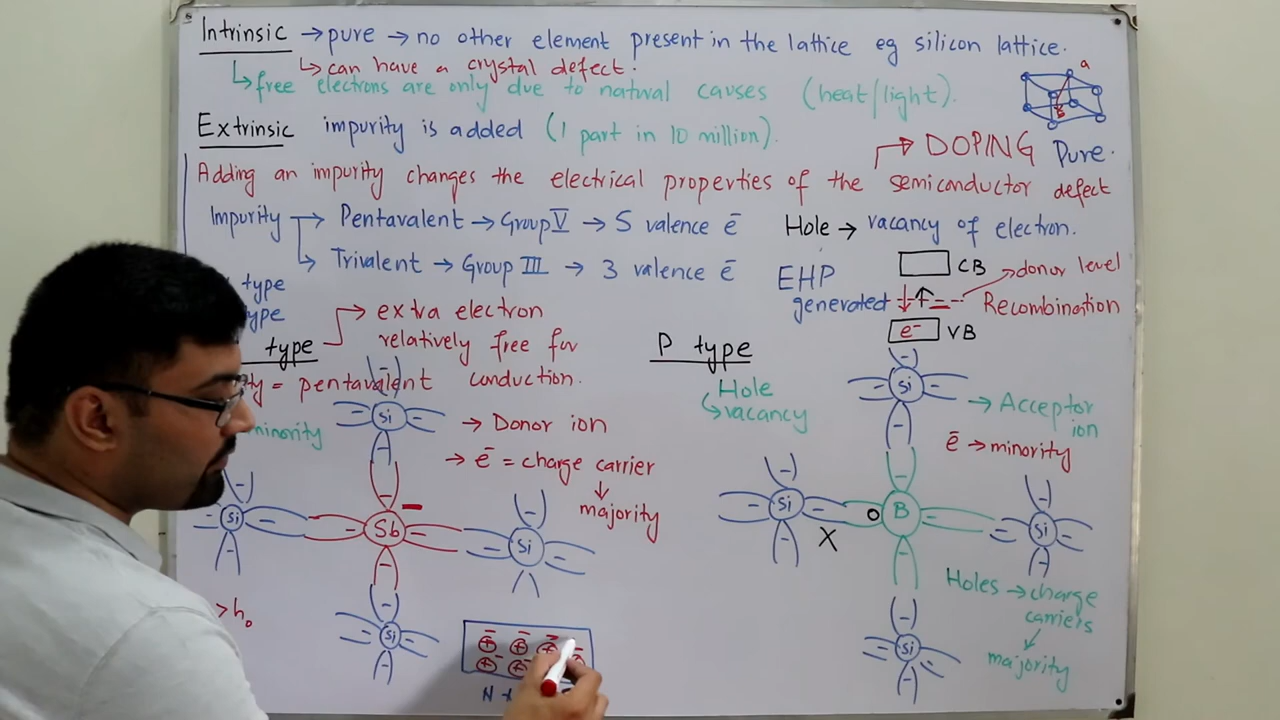 Intrinsic → pure → no other element present in the lattice eg silicon lattice.
↳ can have a crystal defect.
↳ free electrons are only due to natural causes (heat/light).
a
B
Extrinsic impurity is added (1 part in 10 million).
→ DOPING Pure.
Adding an impurity changes the electrical properties of the semiconductor defect
Impurity → Pentavalent → Group V → 5 valence e̅
↳ Trivalent → Group III → 3 valence e̅
Hole → vacancy of electron.
EHP
generated
CB
donor level
Recombination
e⁻ VB
type
ype
type → extra electron
relatively free for
conduction.
ty = pentavalent
minority
→ Donor ion
→ e̅ = charge carrier
↓
majority
Si
Si
Sb
Si
Si
> h₀
+ + +
+ +
N
P type
Hole
↳ vacancy
Si
Si
B
Si
Si
X
→ Acceptor
ion
e̅ → minority
Holes → charge
carriers
majority